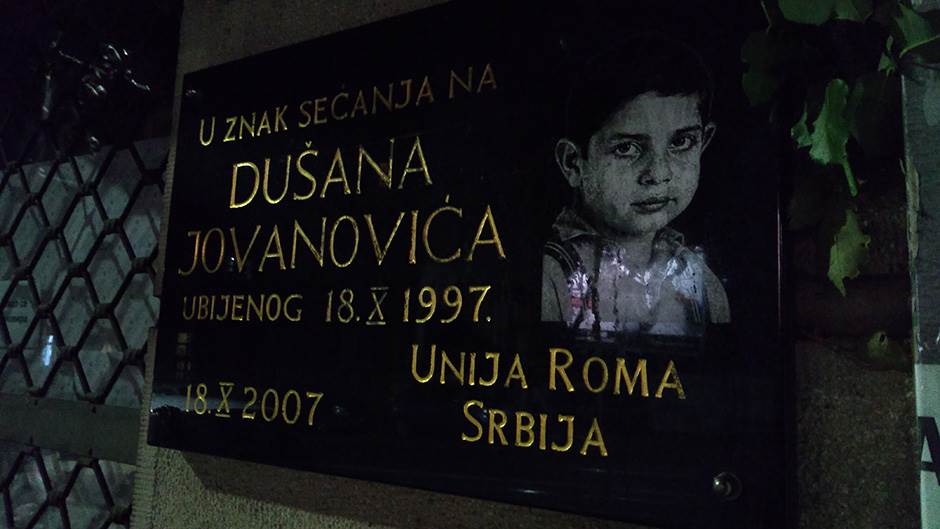 U ZNAK SEĆANJA NA
DUŠANA
JOVANOVIĆA
UBIJENOG 18.X 1997.
UNIJA ROMA
SRBIJA
18.X 2007